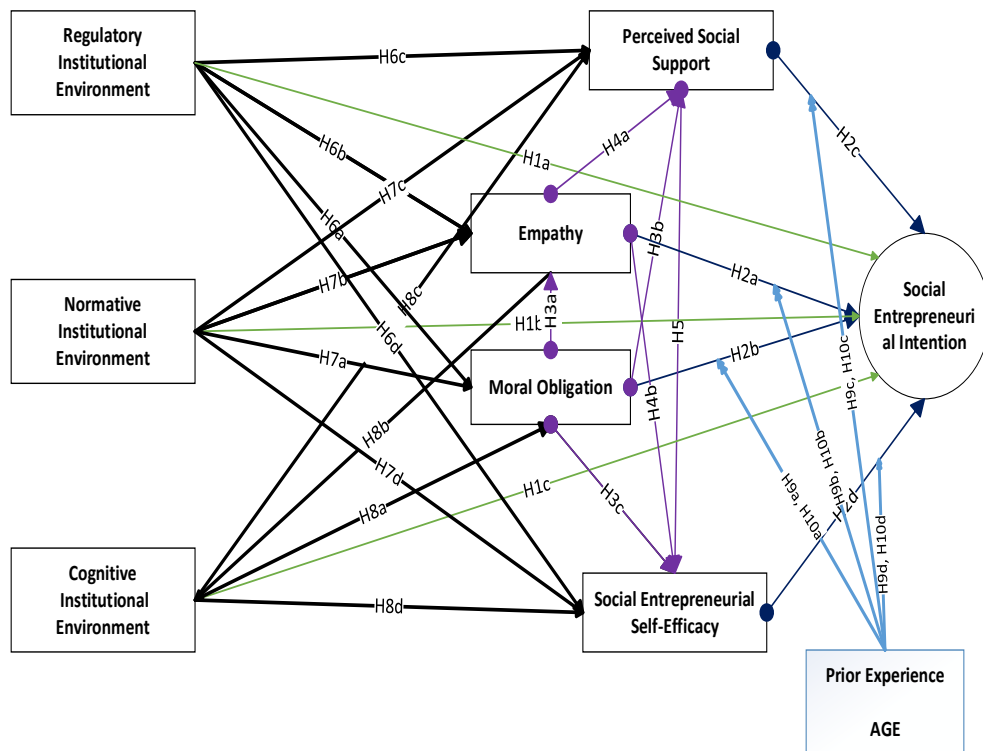 Regulatory
Institutional
Environment
Perceived Social
Support
H6c
H6b
H4a
H1a
H2c
H7c
H6a
Empathy
H3b
H2a
H8c
H7b
Normative
Institutional
Environment
H6d
H3a
H1b
H5
Social
Entrepreneuri
al Intention
H7a
H2b
H9c, H10c
Moral Obligation
H4b
H8b
H7d
H8a
H3c
H1c
H9a, H10a
H9b, H10b
H2d
H9d, H10d
Cognitive
Institutional
Environment
H8d
Social Entrepreneurial
Self-Efficacy
Prior Experience
AGE